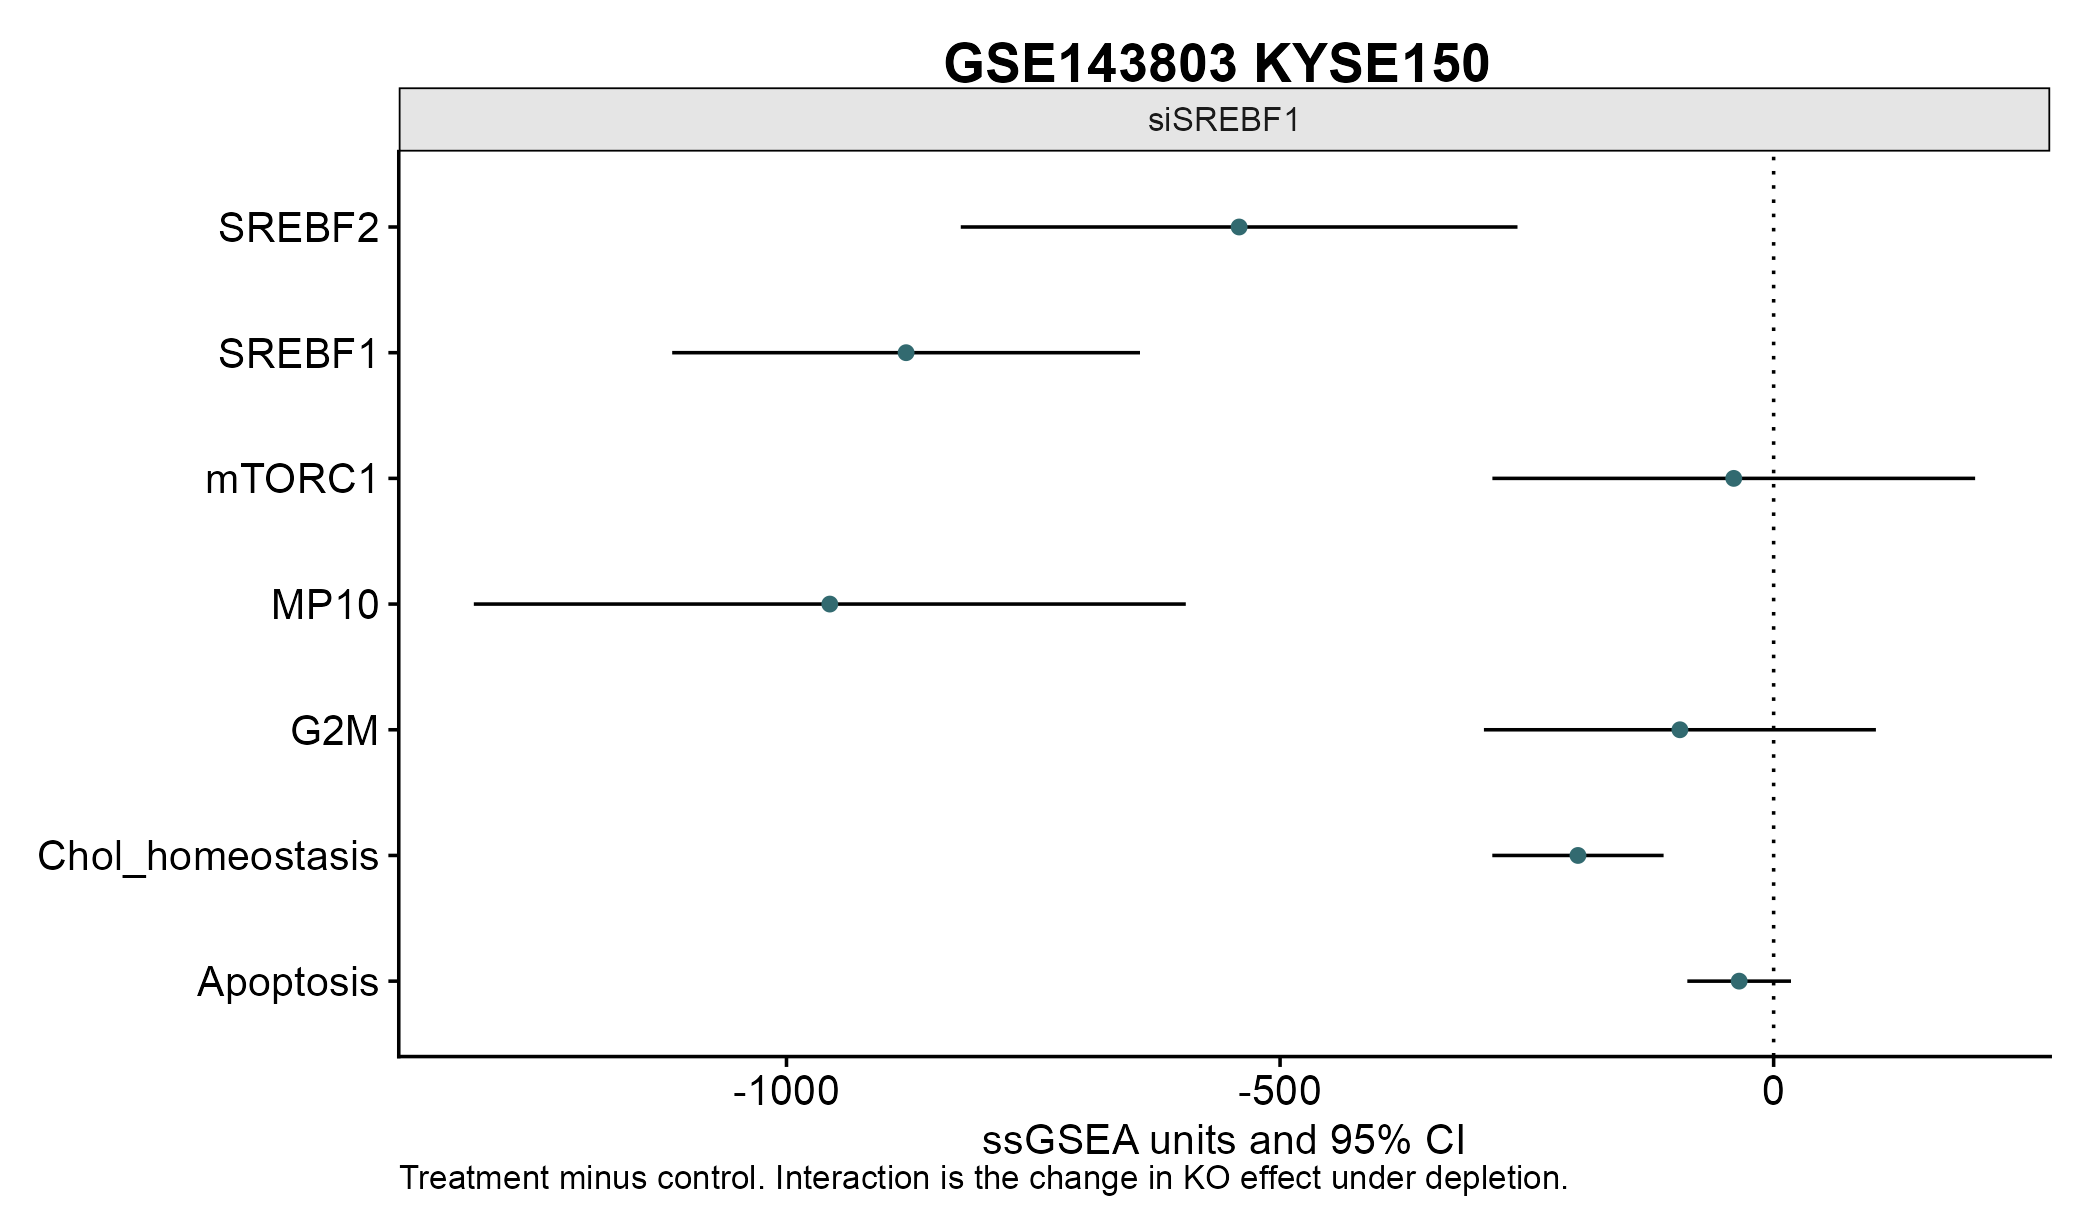 GSE143803 KYSE150
siSREBF1
SREBF2
SREBF1
mTORC1
MP10
G2M
Chol_homeostasis
Apoptosis
-1000 -500 0
ssGSEA units and 95% CI
Treatment minus control. Interaction is the change in KO effect under depletion.